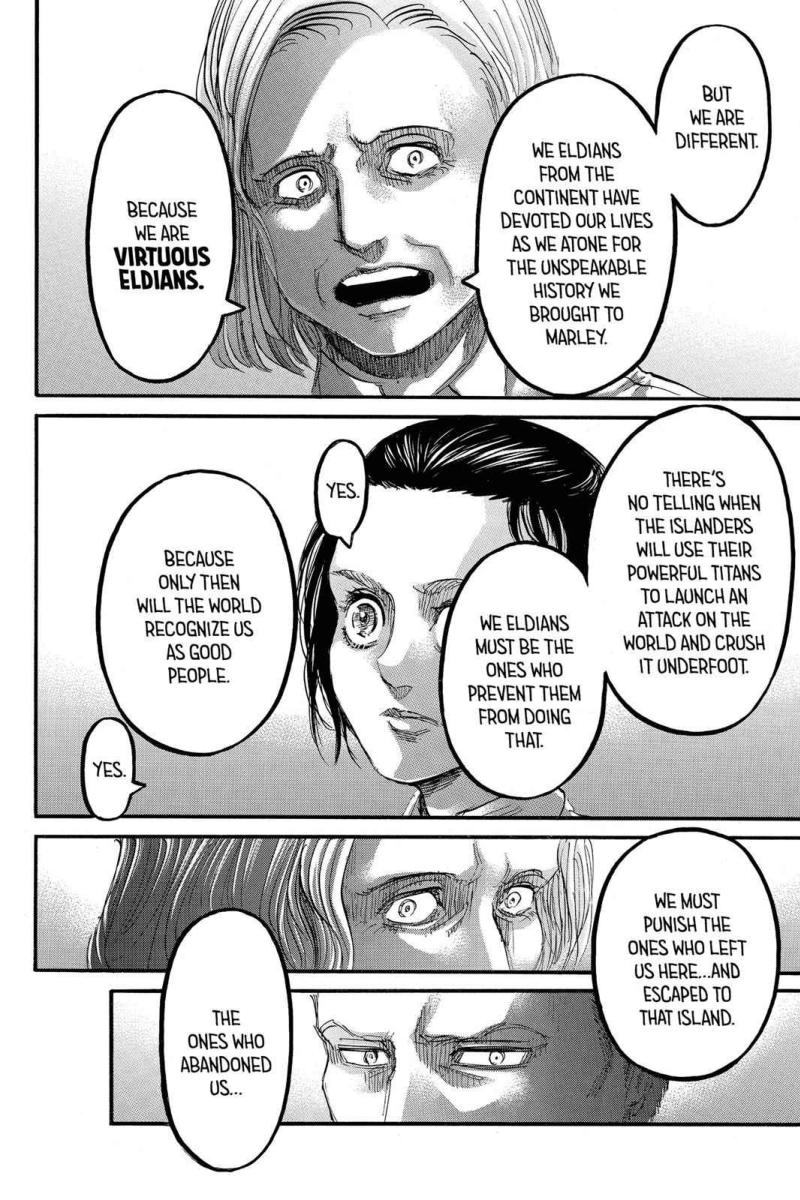 BUT
WE ARE
DIFFERENT.
WE ELDIANS
FROM THE
CONTINENT HAVE
DEVOTED OUR LIVES
AS WE ATONE FOR
THE UNSPEAKABLE
HISTORY WE
BROUGHT TO
MARLEY.
BECAUSE
WE ARE
VIRTUOUS
ELDIANS.
THERE'S
NO TELLING WHEN
THE ISLANDERS
WILL USE THEIR
POWERFUL TITANS
TO LAUNCH AN
ATTACK ON THE
WORLD AND CRUSH
IT UNDERFOOT.
WE ELDIANS
MUST BE THE
ONES WHO
PREVENT THEM
FROM DOING
THAT.
YES.
BECAUSE
ONLY THEN
WILL THE WORLD
RECOGNIZE US
AS GOOD
PEOPLE.
YES.
WE MUST
PUNISH THE
ONES WHO LEFT
US HERE...AND
ESCAPED TO
THAT ISLAND.
THE
ONES WHO
ABANDONED
US...